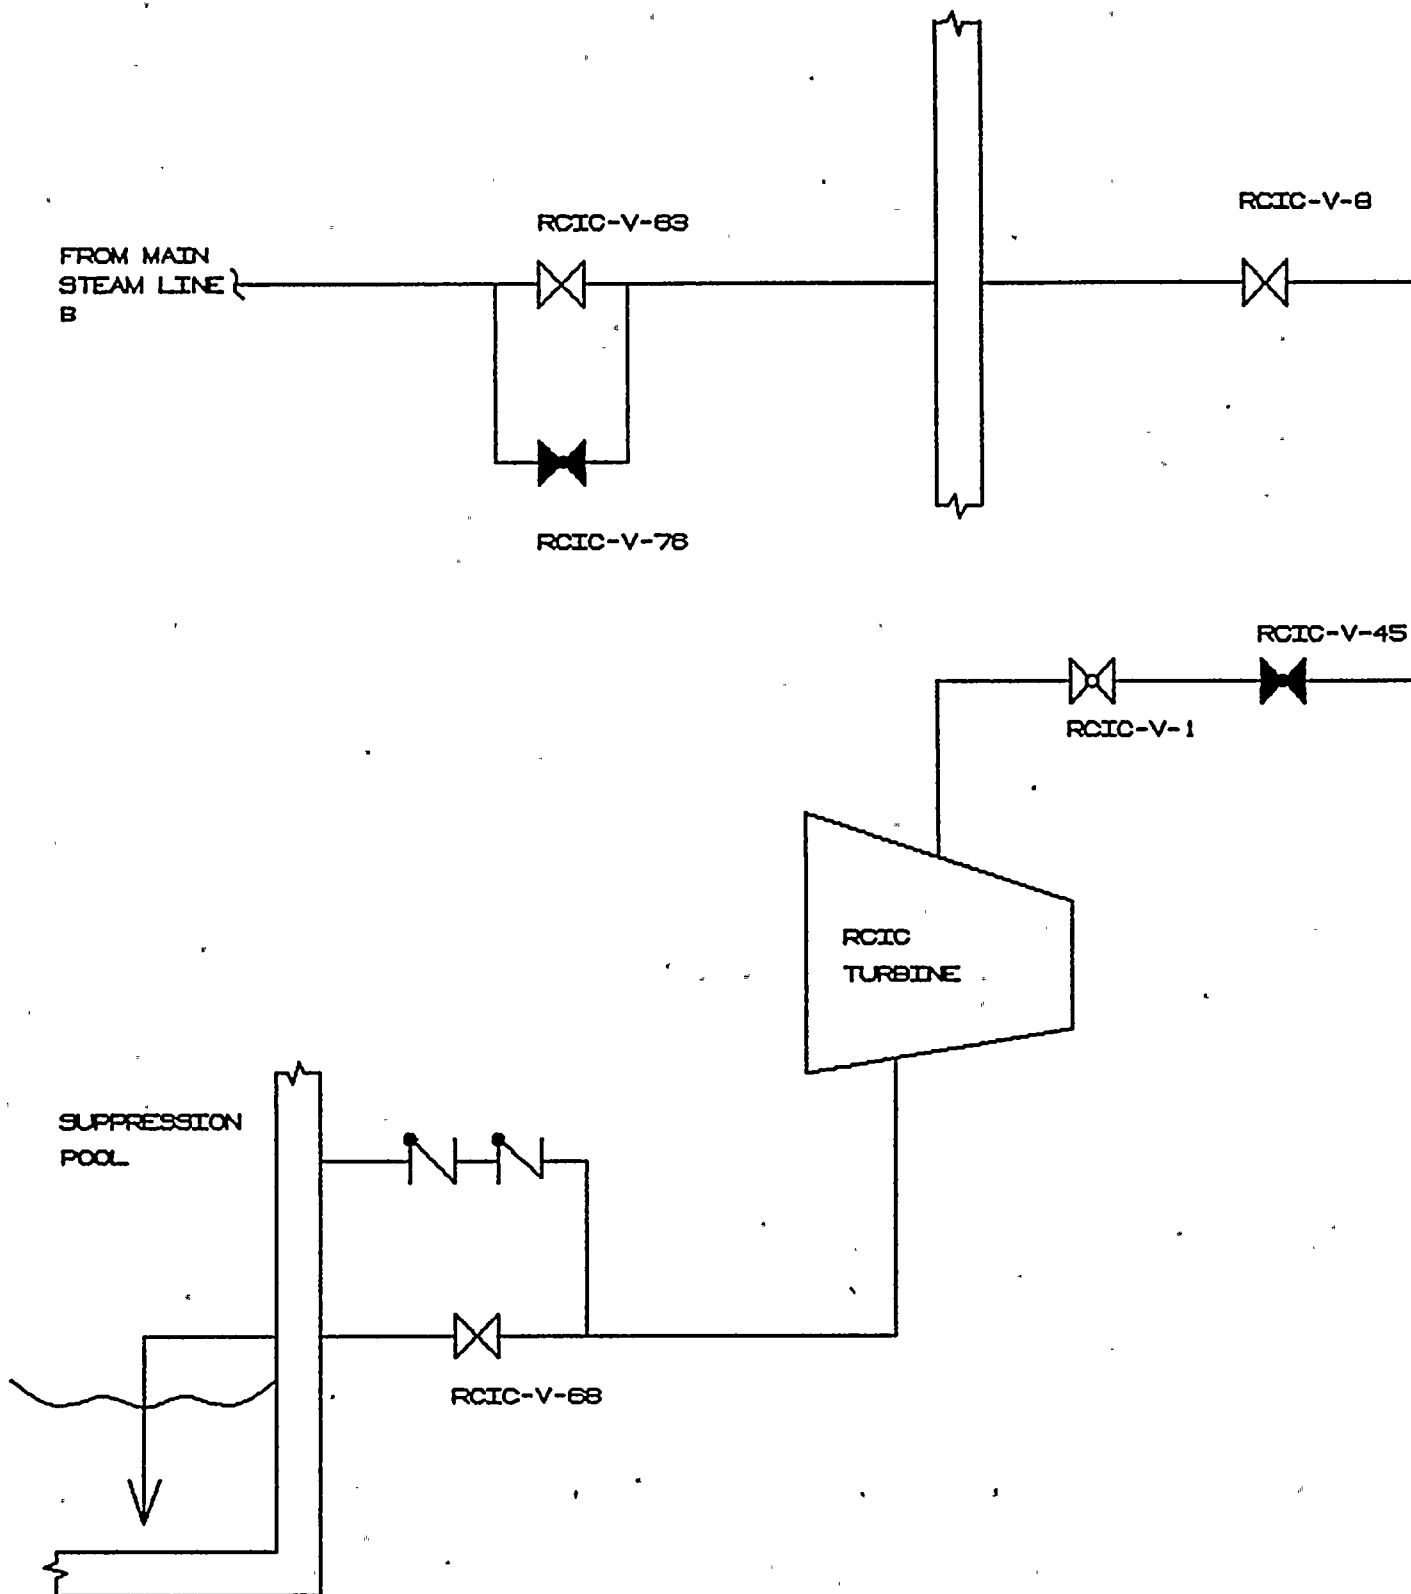 RCIC-V-8
RCIC-V-63
FROM MAIN
STEAM LINE
B
RCIC-V-76
RCIC-V-45
RCIC-V-1
RCIC
TURBINE
SUPPRESSION
POOL
RCIC-V-68